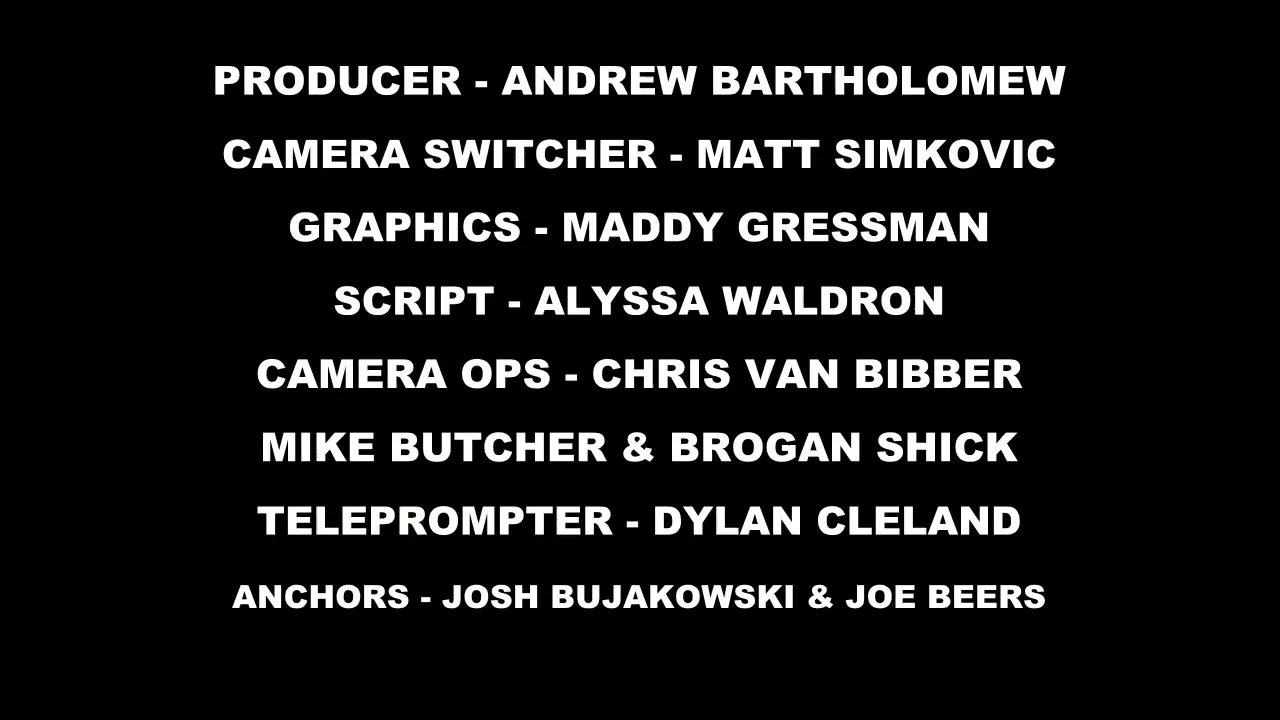 PRODUCER - ANDREW BARTHOLOMEW
CAMERA SWITCHER - MATT SIMKOVIC
GRAPHICS - MADDY GRESSMAN
SCRIPT - ALYSSA WALDRON
CAMERA OPS - CHRIS VAN BIBBER
MIKE BUTCHER & BROGAN SHICK
TELEPROMPTER - DYLAN CLELAND
ANCHORS - JOSH BUJAKOWSKI & JOE BEERS